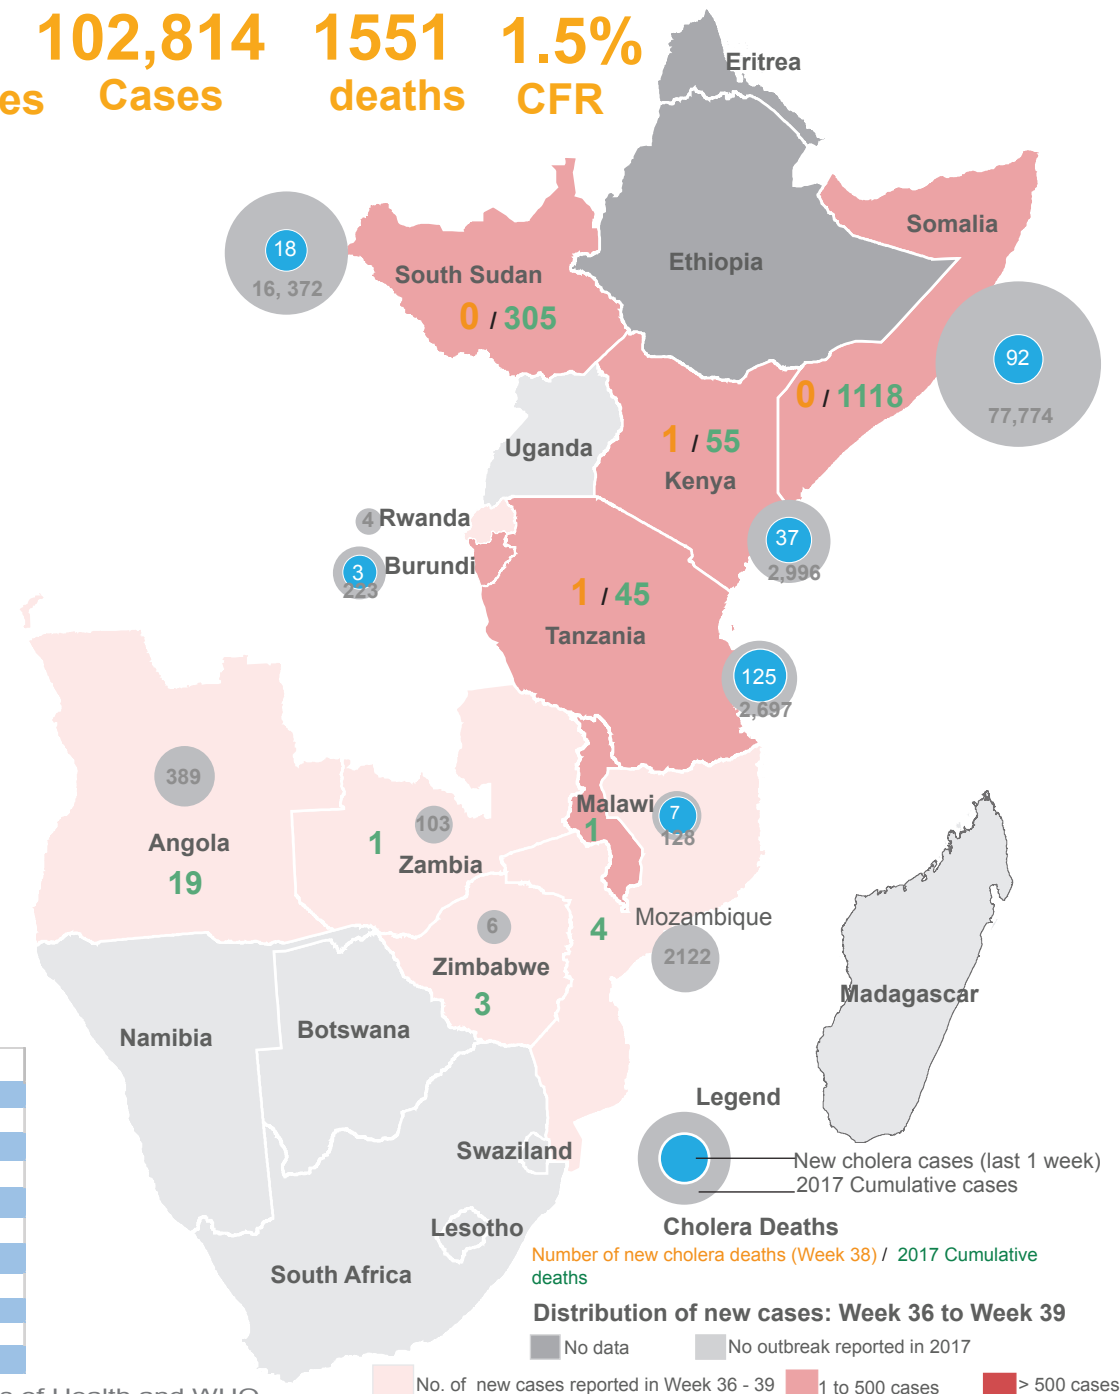 102,814 1551 1.5%
es Cases deaths CFR
Eritrea
Somalia
18
16, 372
South Sudan
0 / 305
Ethiopia
92
77,774
0 / 1118
Uganda
1 / 55
Kenya
4 Rwanda
37
2,996
3
223
Burundi
1 / 45
Tanzania
125
2,697
389
Angola
19
1
103
Zambia
Malawi
1
7
128
Mozambique
4
2122
6
Zimbabwe
3
Madagascar
Namibia
Botswana
Swaziland
Lesotho
South Africa
Legend
New cholera cases (last 1 week)
2017 Cumulative cases
Cholera Deaths
Number of new cholera deaths (Week 38) / 2017 Cumulative
deaths
Distribution of new cases: Week 36 to Week 39
No data No outbreak reported in 2017
No. of new cases reported in Week 36 - 39 1 to 500 cases > 500 cases
of Health and WHO